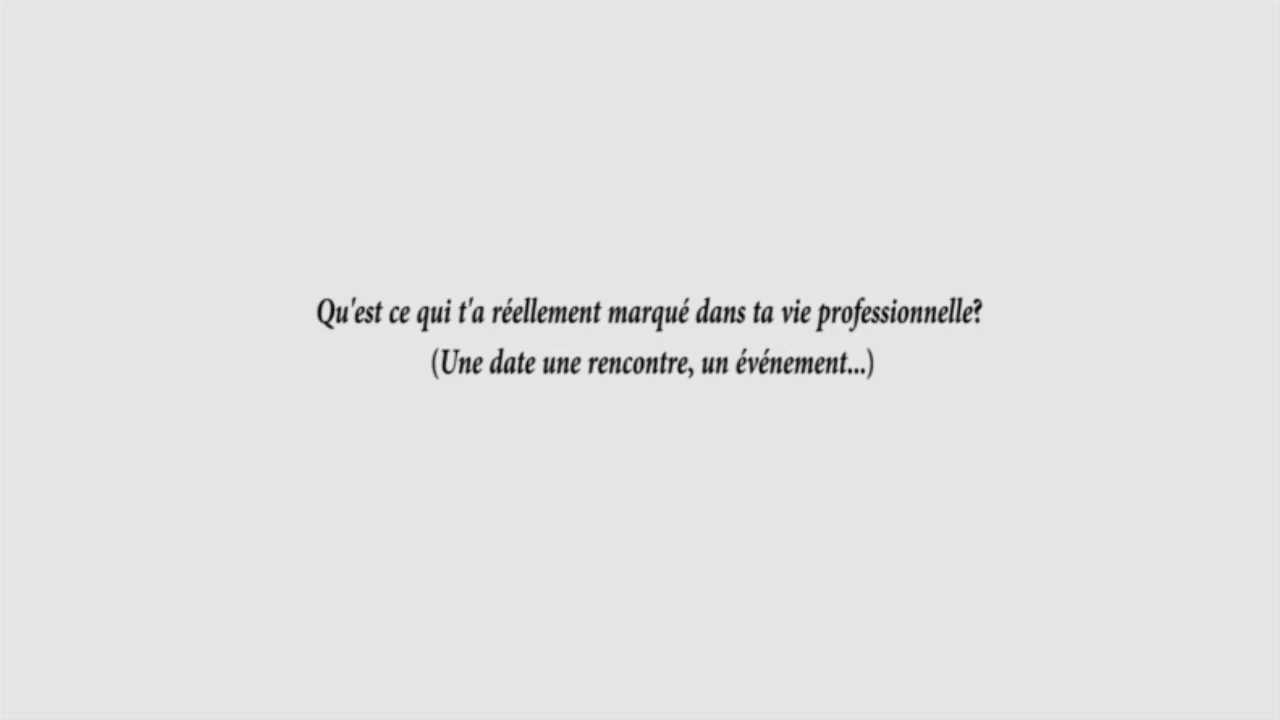 Qu'est ce qui t'a réellement marqué dans ta vie professionnelle?
(Une date une rencontre, un événement...)